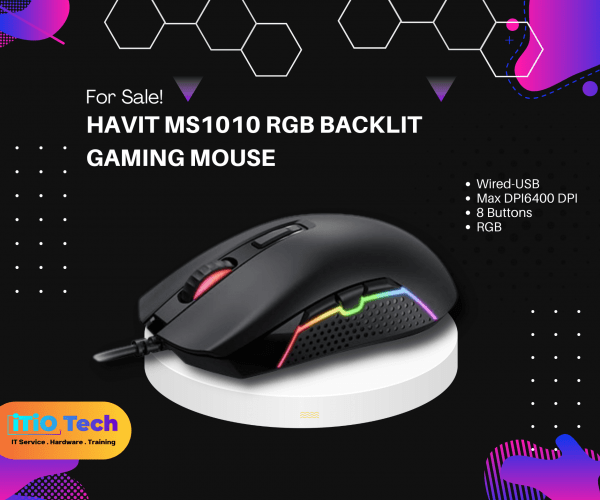 For Sale!
HAVIT MS1010 RGB BACKLIT
GAMING MOUSE
• Wired-USB
• Max DPI6400 DPI
• 8 Buttons
• RGB
iTiO Tech
IT Service . Hardware . Training